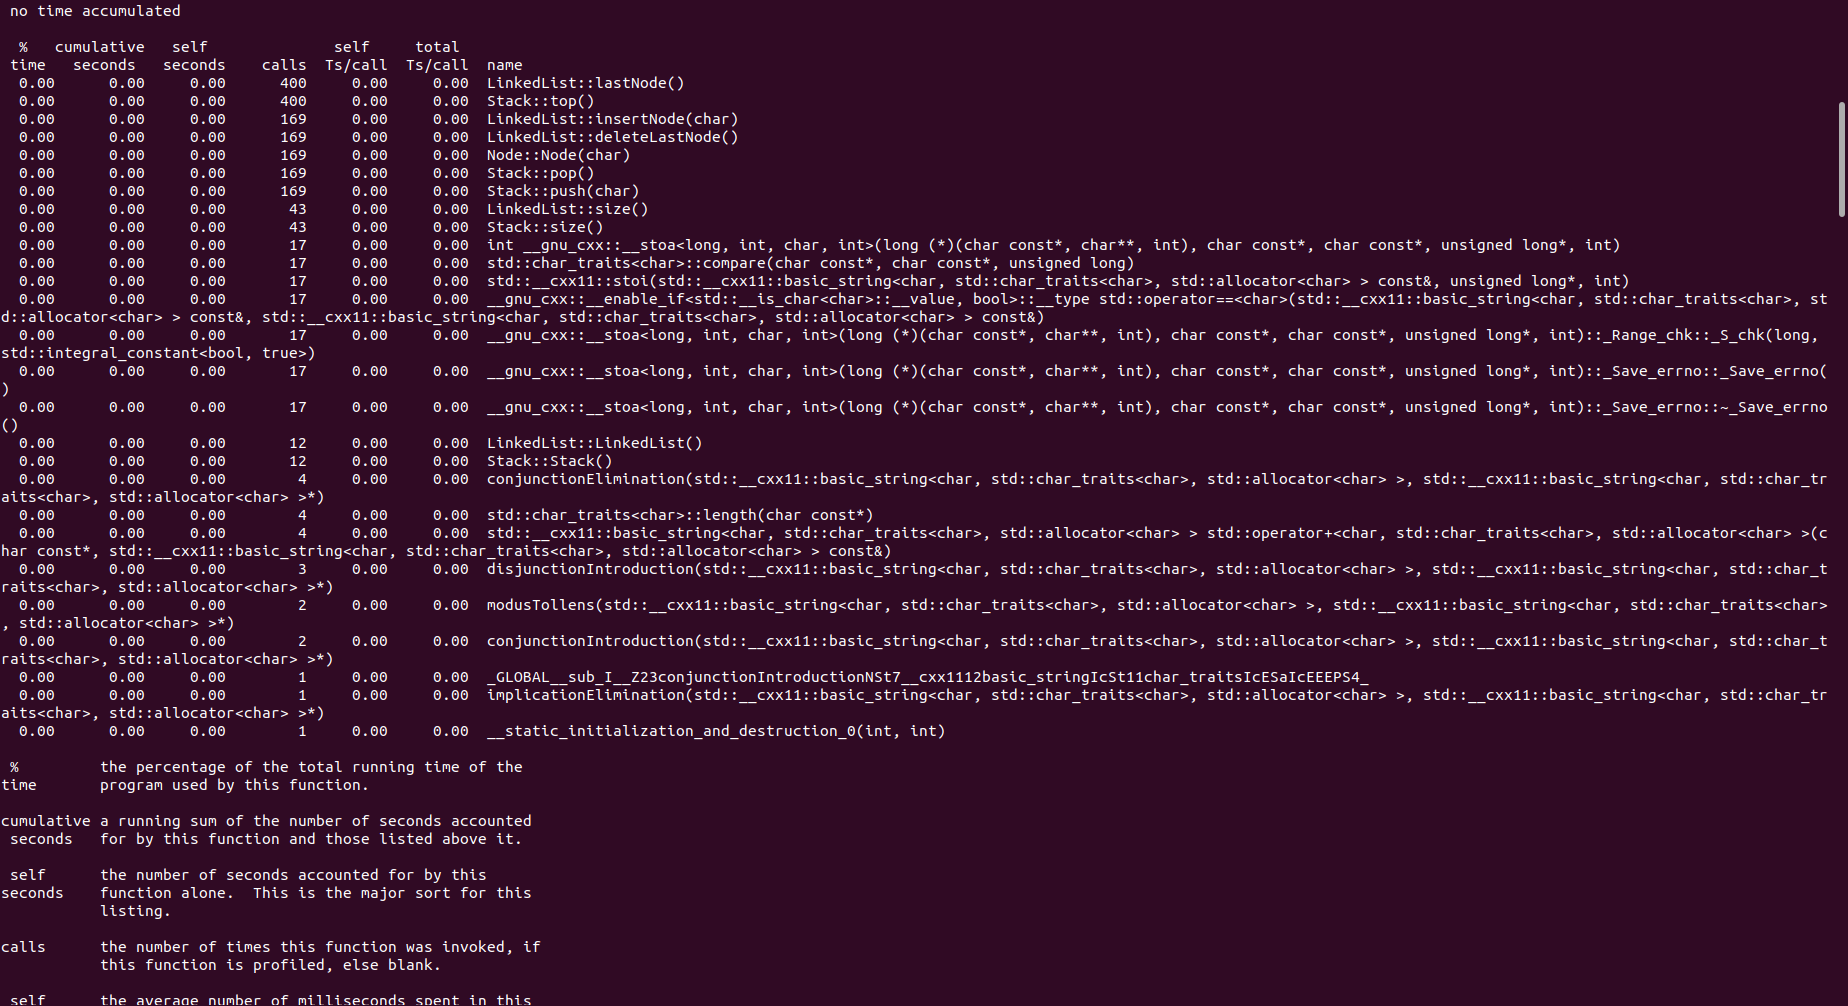 no time accumulated
% cumulative self self total
time seconds seconds calls Ts/call Ts/call name
0.00 0.00 0.00 400 0.00 0.00 LinkedList::lastNode()
0.00 0.00 0.00 400 0.00 0.00 Stack::top()
0.00 0.00 0.00 169 0.00 0.00 LinkedList::insertNode(char)
0.00 0.00 0.00 169 0.00 0.00 LinkedList::deleteLastNode()
0.00 0.00 0.00 169 0.00 0.00 Node::Node(char)
0.00 0.00 0.00 169 0.00 0.00 Stack::pop()
0.00 0.00 0.00 169 0.00 0.00 Stack::push(char)
0.00 0.00 0.00 43 0.00 0.00 LinkedList::size()
0.00 0.00 0.00 43 0.00 0.00 Stack::size()
0.00 0.00 0.00 17 0.00 0.00 int __gnu_cxx::__stoa<long, int, char, int>(long (*)(char const*, char**, int), char const*, char const*, unsigned long*, int)
0.00 0.00 0.00 17 0.00 0.00 std::char_traits<char>::compare(char const*, char const*, unsigned long)
0.00 0.00 0.00 17 0.00 0.00 std::__cxx11::stoi(std::__cxx11::basic_string<char, std::char_traits<char>, std::allocator<char> > const&, unsigned long*, int)
0.00 0.00 0.00 17 0.00 0.00 __gnu_cxx::__enable_if<std::__is_char<char>::__value, bool>::__type std::operator==<char>(std::__cxx11::basic_string<char, std::char_traits<char>, st
d::allocator<char> > const&, std::__cxx11::basic_string<char, std::char_traits<char>, std::allocator<char> > const&)
0.00 0.00 0.00 17 0.00 0.00 __gnu_cxx::__stoa<long, int, char, int>(long (*)(char const*, char**, int), char const*, char const*, unsigned long*, int)::_Range_chk::_S_chk(long,
std::integral_constant<bool, true>)
0.00 0.00 0.00 17 0.00 0.00 __gnu_cxx::__stoa<long, int, char, int>(long (*)(char const*, char**, int), char const*, char const*, unsigned long*, int)::_Save_errno::_Save_errno(
)
0.00 0.00 0.00 17 0.00 0.00 __gnu_cxx::__stoa<long, int, char, int>(long (*)(char const*, char**, int), char const*, char const*, unsigned long*, int)::_Save_errno::~_Save_errno
()
0.00 0.00 0.00 12 0.00 0.00 LinkedList::LinkedList()
0.00 0.00 0.00 12 0.00 0.00 Stack::Stack()
0.00 0.00 0.00 4 0.00 0.00 conjunctionElimination(std::__cxx11::basic_string<char, std::char_traits<char>, std::allocator<char> >, std::__cxx11::basic_string<char, std::char_tr
aits<char>, std::allocator<char> >*)
0.00 0.00 0.00 4 0.00 0.00 std::char_traits<char>::length(char const*)
0.00 0.00 0.00 4 0.00 0.00 std::__cxx11::basic_string<char, std::char_traits<char>, std::allocator<char> > std::operator+<char, std::char_traits<char>, std::allocator<char> >(c
har const*, std::__cxx11::basic_string<char, std::char_traits<char>, std::allocator<char> > const&)
0.00 0.00 0.00 3 0.00 0.00 disjunctionIntroduction(std::__cxx11::basic_string<char, std::char_traits<char>, std::allocator<char> >, std::__cxx11::basic_string<char, std::char_t
raits<char>, std::allocator<char> >*)
0.00 0.00 0.00 2 0.00 0.00 modusTollens(std::__cxx11::basic_string<char, std::char_traits<char>, std::allocator<char> >, std::__cxx11::basic_string<char, std::char_traits<char>
, std::allocator<char> >*)
0.00 0.00 0.00 2 0.00 0.00 conjunctionIntroduction(std::__cxx11::basic_string<char, std::char_traits<char>, std::allocator<char> >, std::__cxx11::basic_string<char, std::char_t
raits<char>, std::allocator<char> >*)
0.00 0.00 0.00 1 0.00 0.00 _GLOBAL__sub_I__Z23conjunctionIntroductionNSt7__cxx1112basic_stringIcSt11char_traitsIcESaIcEEEPS4_
0.00 0.00 0.00 1 0.00 0.00 implicationElimination(std::__cxx11::basic_string<char, std::char_traits<char>, std::allocator<char> >, std::__cxx11::basic_string<char, std::char_tr
aits<char>, std::allocator<char> >*)
0.00 0.00 0.00 1 0.00 0.00 __static_initialization_and_destruction_0(int, int)
% the percentage of the total running time of the
time program used by this function.
cumulative a running sum of the number of seconds accounted
seconds for by this function and those listed above it.
self the number of seconds accounted for by this
seconds function alone. This is the major sort for this
listing.
calls the number of times this function was invoked, if
this function is profiled, else blank.
self the average number of milliseconds spent in this